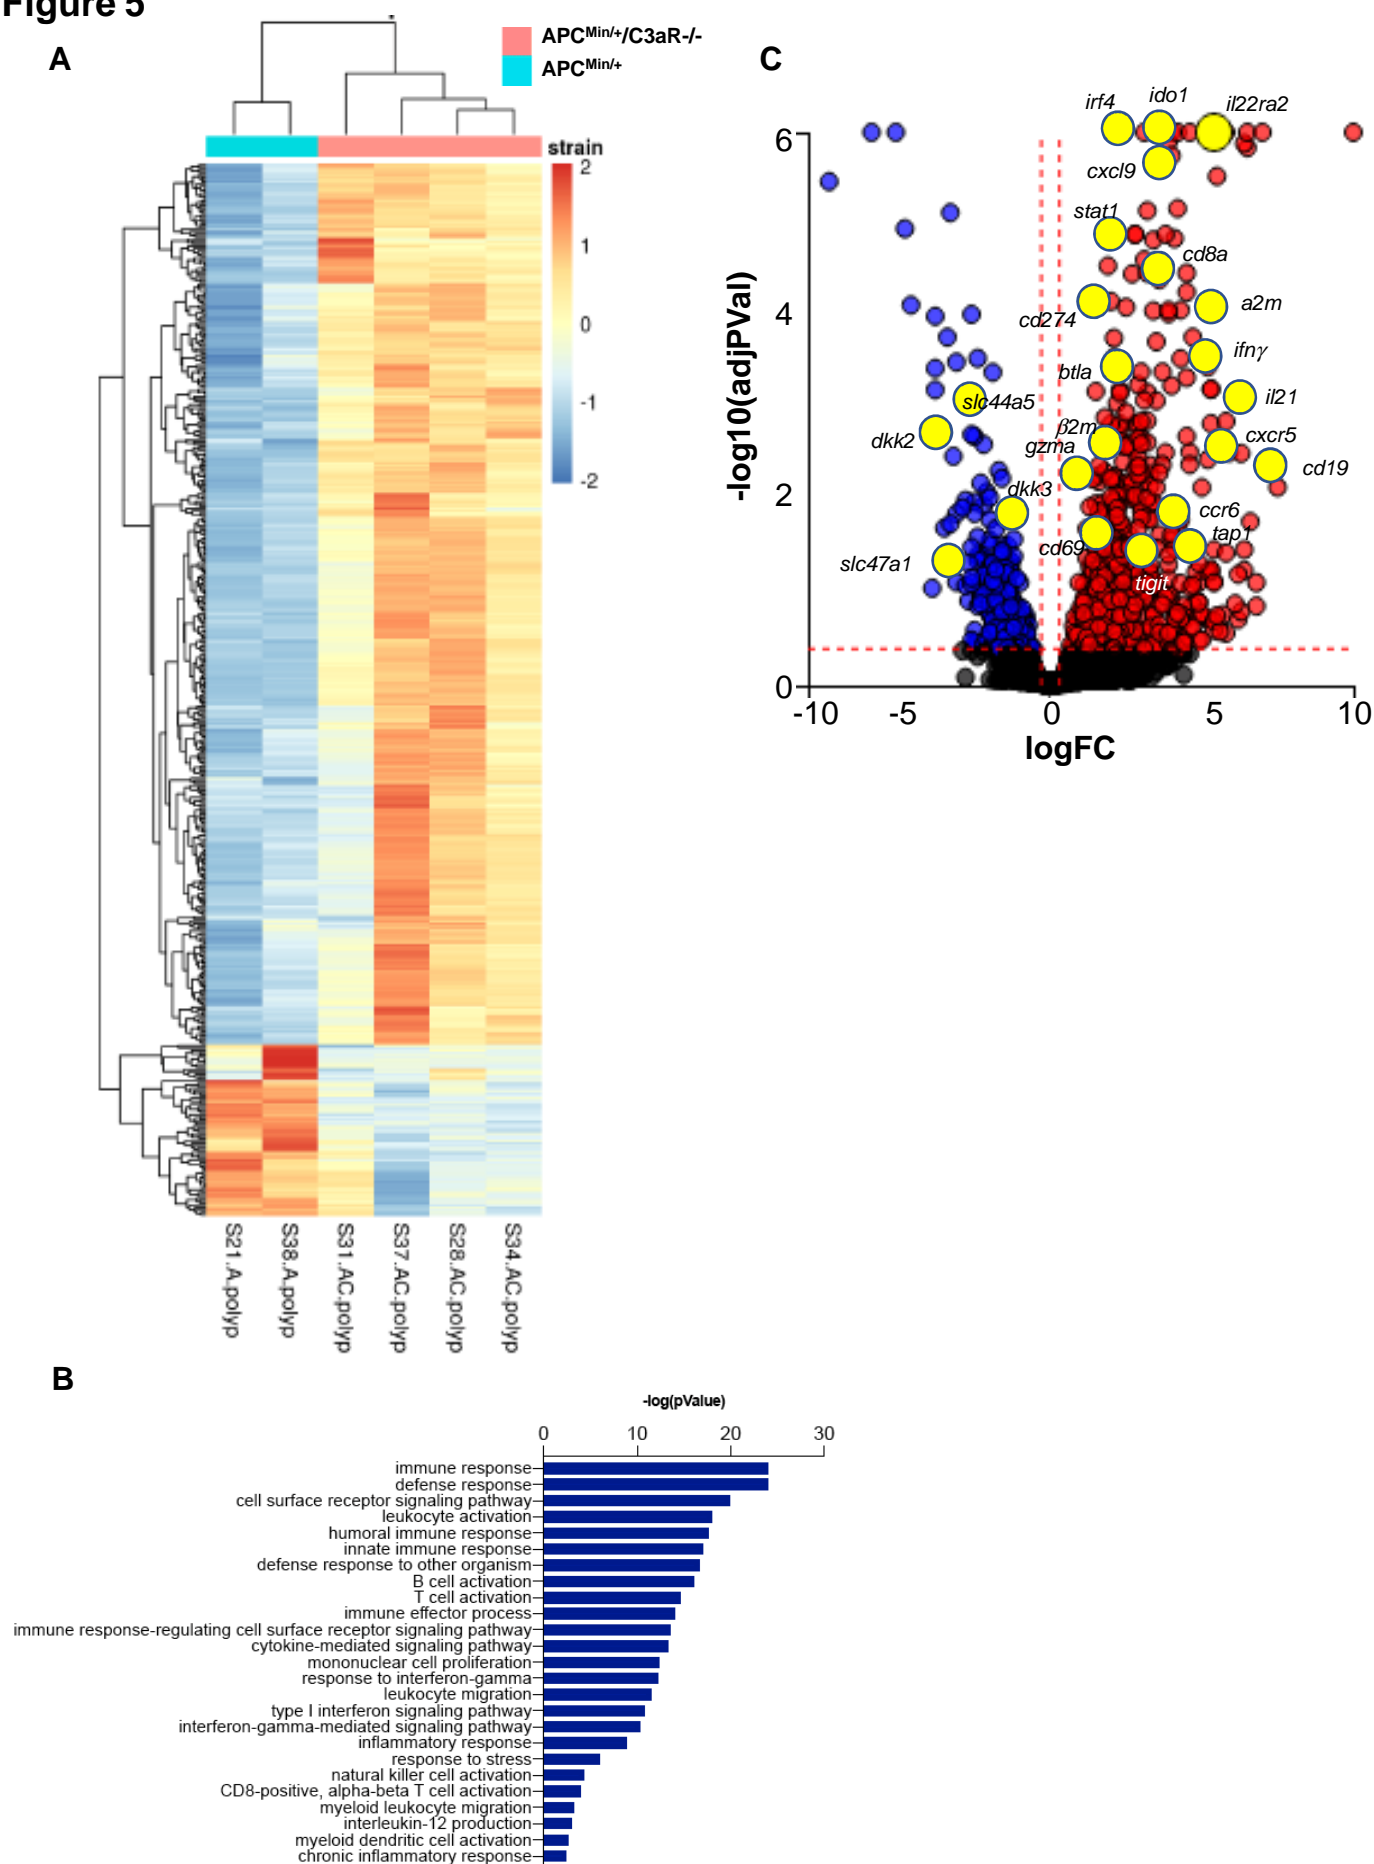 Figure 5
A
APCMin/+/C3aR-/-
APCMin/+
strain
2
1
0
-1
-2
S21.A.polyp
S38.A.polyp
S31.AC.polyp
S37.AC.polyp
S28.AC.polyp
S34.AC.polyp
C
-log10(adjPVal)
6
4
2
0
-10
-5
0
5
10
logFC
irf4
ido1
il22ra2
cxcl9
stat1
cd8a
cd274
a2m
ifnγ
btla
il21
slc44a5
dkk2
β2m
gzma
cxcr5
cd19
dkk3
ccr6
tap1
cd69
slc47a1
tigit
B
-log(pValue)
0 10 20 30
immune response
defense response
cell surface receptor signaling pathway
leukocyte activation
humoral immune response
innate immune response
defense response to other organism
B cell activation
T cell activation
immune effector process
immune response-regulating cell surface receptor signaling pathway
cytokine-mediated signaling pathway
mononuclear cell proliferation
response to interferon-gamma
leukocyte migration
type I interferon signaling pathway
interferon-gamma-mediated signaling pathway
inflammatory response
response to stress
natural killer cell activation
CD8-positive, alpha-beta T cell activation
myeloid leukocyte migration
interleukin-12 production
myeloid dendritic cell activation
chronic inflammatory response